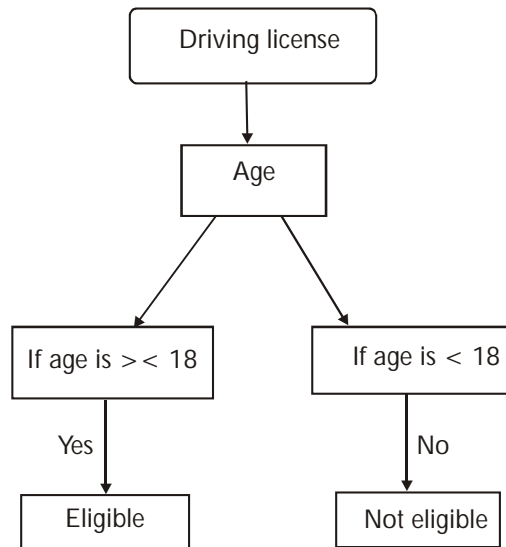 Driving license
Age
If age is >< 18
If age is < 18
Yes
No
Eligible
Not eligible